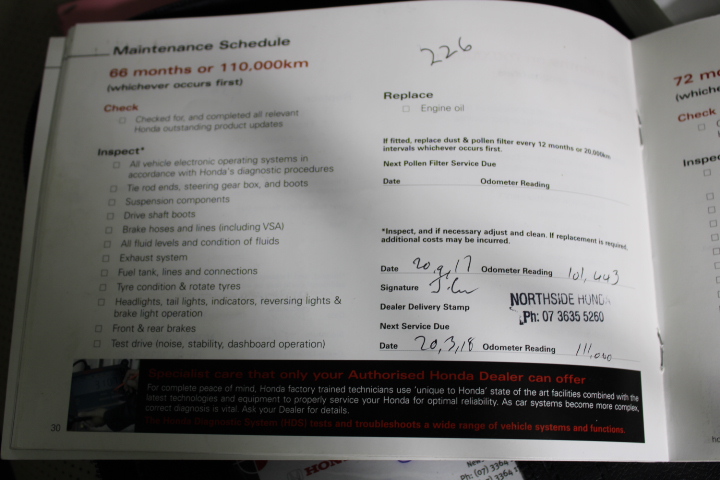 Maintenance Schedule
66 months or 110,000km
(whichever occurs first)
Check
Checked for, and completed all relevant
Honda outstanding product updates
Inspect*
All vehicle electronic operating systems in
accordance with Honda's diagnostic procedures
Tie rod ends, steering gear box, and boots
Suspension components
Drive shaft boots
Brake hoses and lines (including VSA)
All fluid levels and condition of fluids
Exhaust system
Fuel tank, lines and connections
Tyre condition & rotate tyres
Headlights, tail lights, indicators, reversing lights &
brake light operation
Front & rear brakes
Test drive (noise, stability, dashboard operation)
226
Replace
Engine oil
If fitted, replace dust & pollen filter every 12 months or 20,000km
intervals whichever occurs first.
Next Pollen Filter Service Due
Date Odometer Reading
*Inspect, and if necessary adjust and clean. If replacement is required,
additional costs may be incurred.
Date 20,9,17 Odometer Reading 101,443
Signature
Dealer Delivery Stamp
NORTHSIDE HONDA
Ph: 07 3635 5260
Next Service Due
Date 20,3,18 Odometer Reading 111,000
Specialist care that only your Authorised Honda Dealer can offer
For complete peace of mind, Honda factory trained technicians use 'unique to Honda' state of the art facilities combined with the
latest technologies and equipment to properly service your Honda for optimal reliability. As car systems become more complex,
correct diagnosis is vital. Ask your Dealer for details.
The Honda Diagnostic System (HDS) tests and troubleshoots a wide range of vehicle systems and functions.
30
72 mo
(whiche
Check
Inspec
HON
Ph: (07) 3364